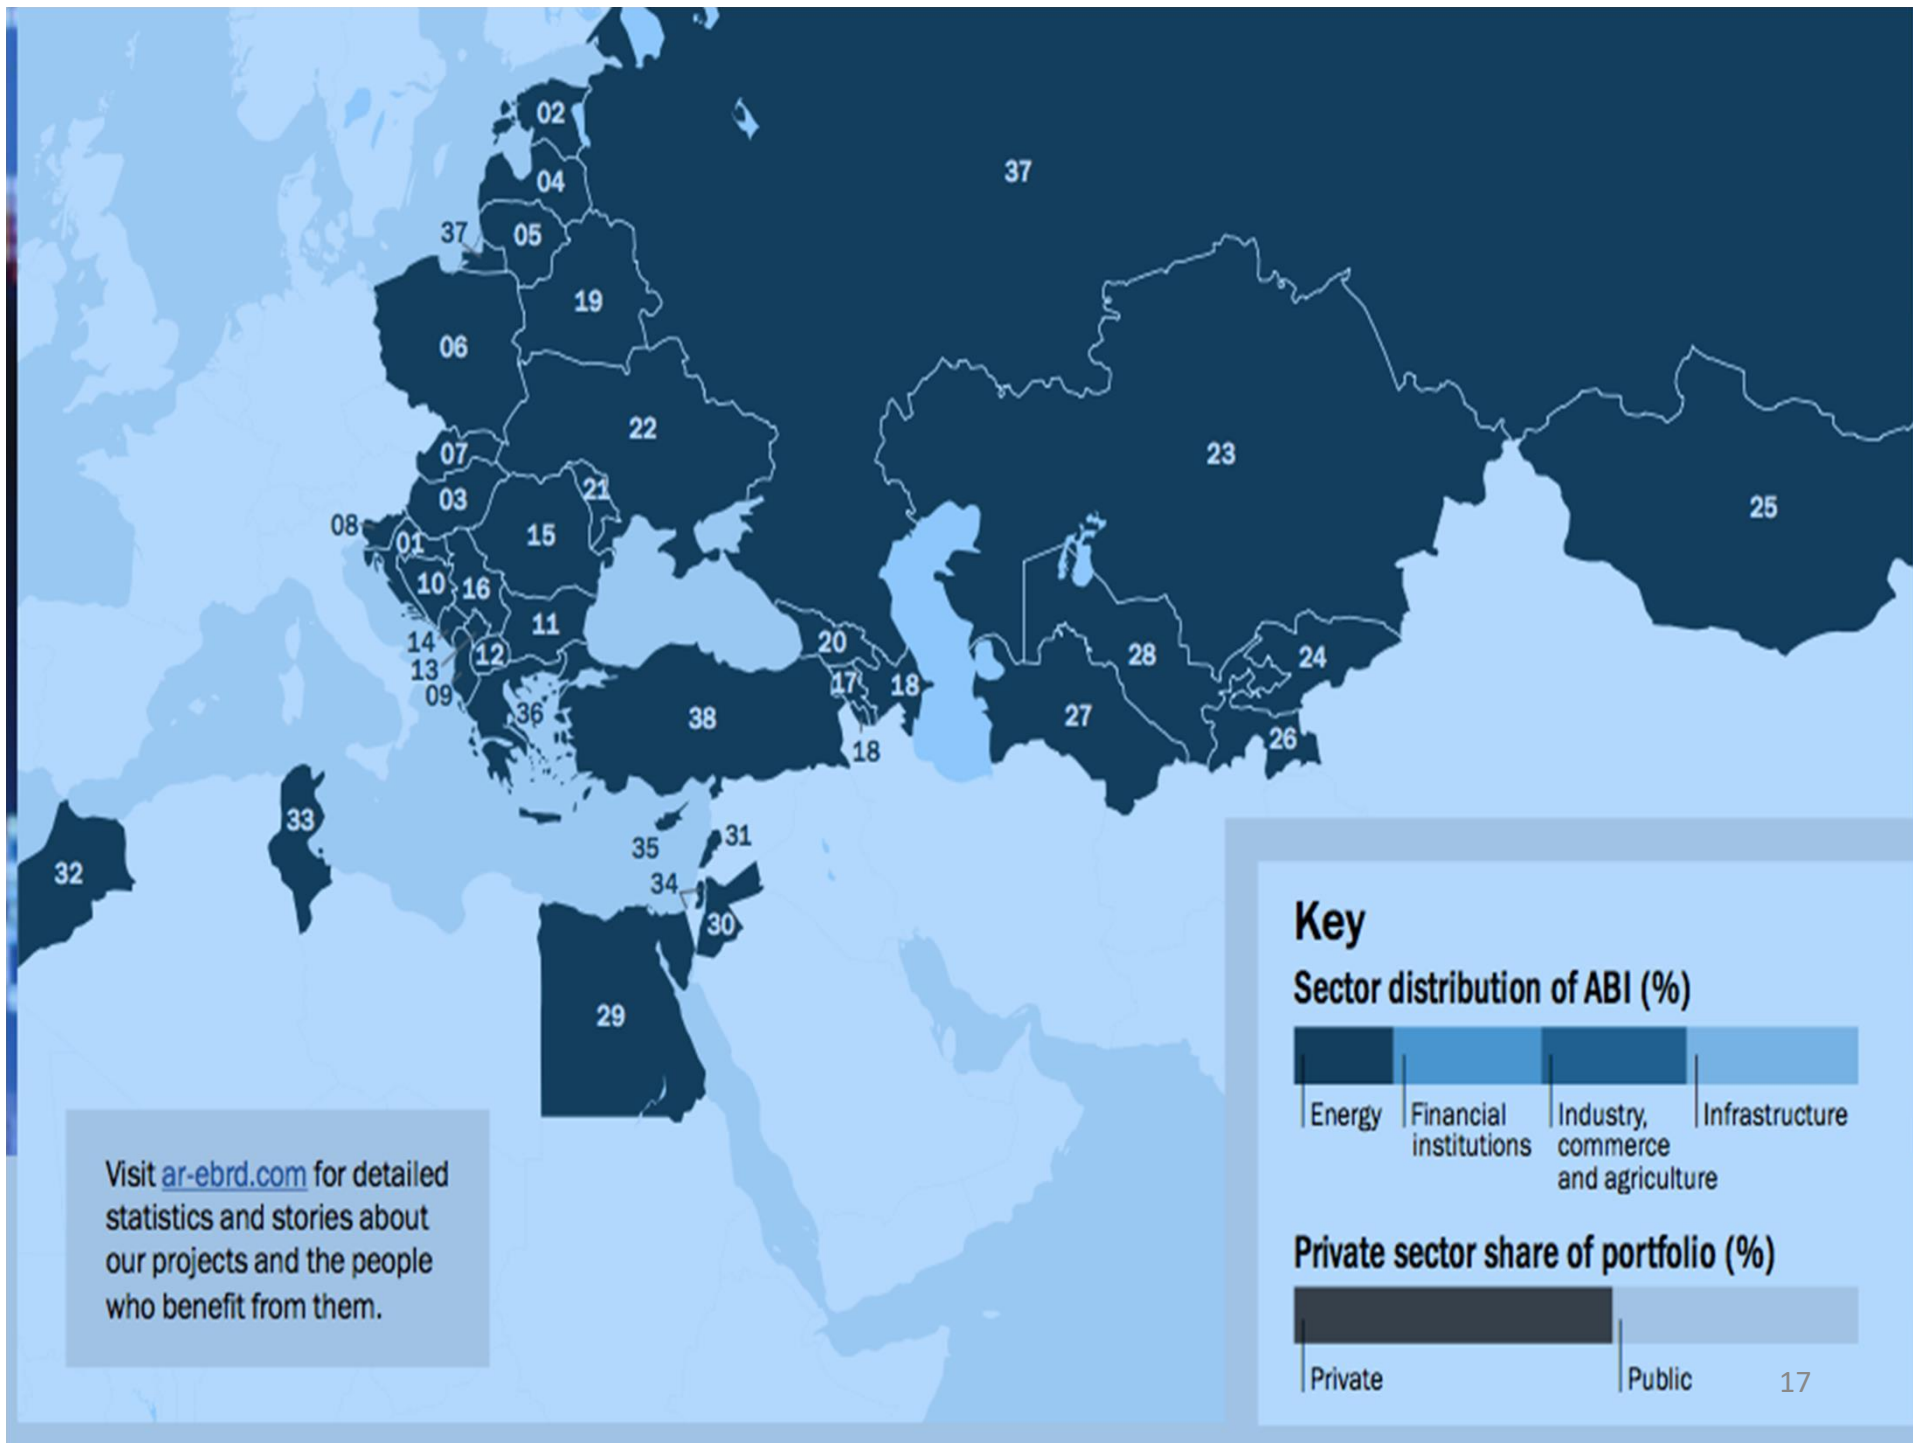 02
37
04
37
05
19
06
22
23
07
25
03
21
08
15
01
10
16
11
14
20
12
28
24
13
17
18
09
36
38
27
26
18
33
31
35
32
34
30
29
Key
Sector distribution of ABI (%)
Energy
Financial
institutions
Industry,
commerce
and agriculture
Infrastructure
Visit ar-ebrd.com for detailed
statistics and stories about
our projects and the people
who benefit from them.
Private sector share of portfolio (%)
Private
Public
17